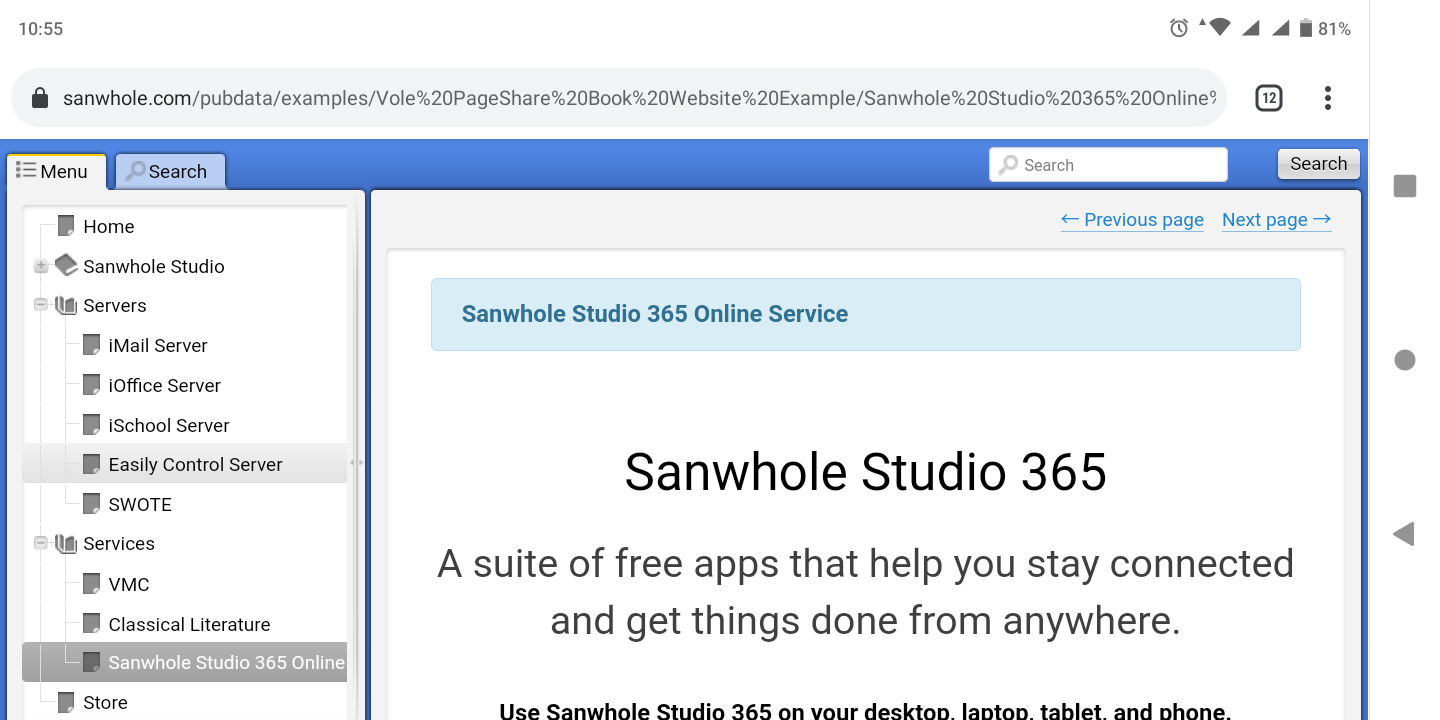 10:55
81%
sanwhole.com/pubdata/examples/Vole%20PageShare%20Book%20Website%20Example/Sanwhole%20Studio%20365%20Online%
12
Menu
Search
Search
Search
Home
Sanwhole Studio
Servers
iMail Server
iOffice Server
iSchool Server
Easily Control Server
SWOTE
Services
VMC
Classical Literature
Sanwhole Studio 365 Online
Store
← Previous page
Next page →
Sanwhole Studio 365 Online Service
Sanwhole Studio 365
A suite of free apps that help you stay connected
and get things done from anywhere.
Use Sanwhole Studio 365 on your desktop, laptop, tablet, and phone.